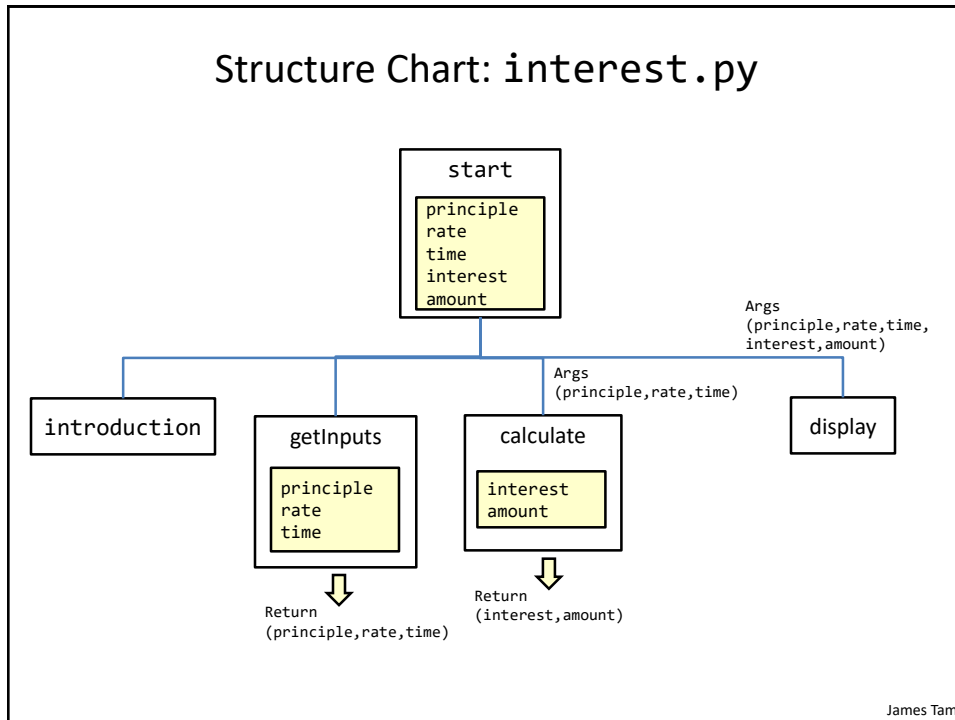 Structure Chart: interest.py
start
principle
rate
time
interest
amount
Args
(principle,rate,time,
interest,amount)
Args
(principle,rate,time)
introduction
getInputs
principle
rate
time
calculate
interest
amount
display
Return
(principle,rate,time)
Return
(interest,amount)
James Tam